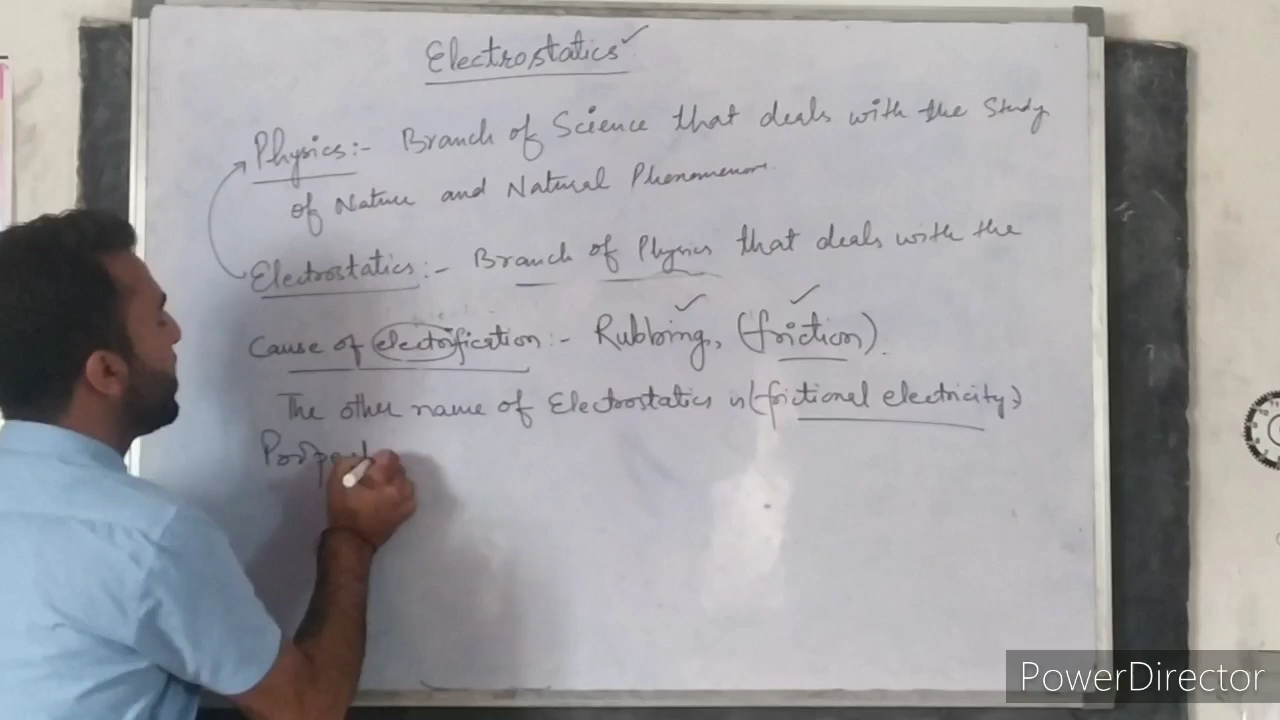 Electrostatics
Physics:- Branch of Science that deals with the Study
of Nature and Natural Phenomenon
Electrostatics:- Branch of Physics that deals with the
Cause of electrification:- Rubbing, (friction).
The other name of Electrostatics is (frictional electricity)
PowerDirector